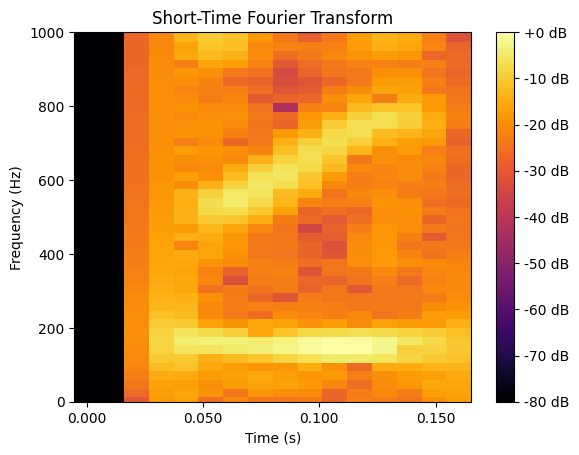 Short-Time Fourier Transform
1000
800
600
400
200
0
Frequency (Hz)
0.000
0.050
0.100
0.150
Time (s)
+0 dB
-10 dB
-20 dB
-30 dB
-40 dB
-50 dB
-60 dB
-70 dB
-80 dB